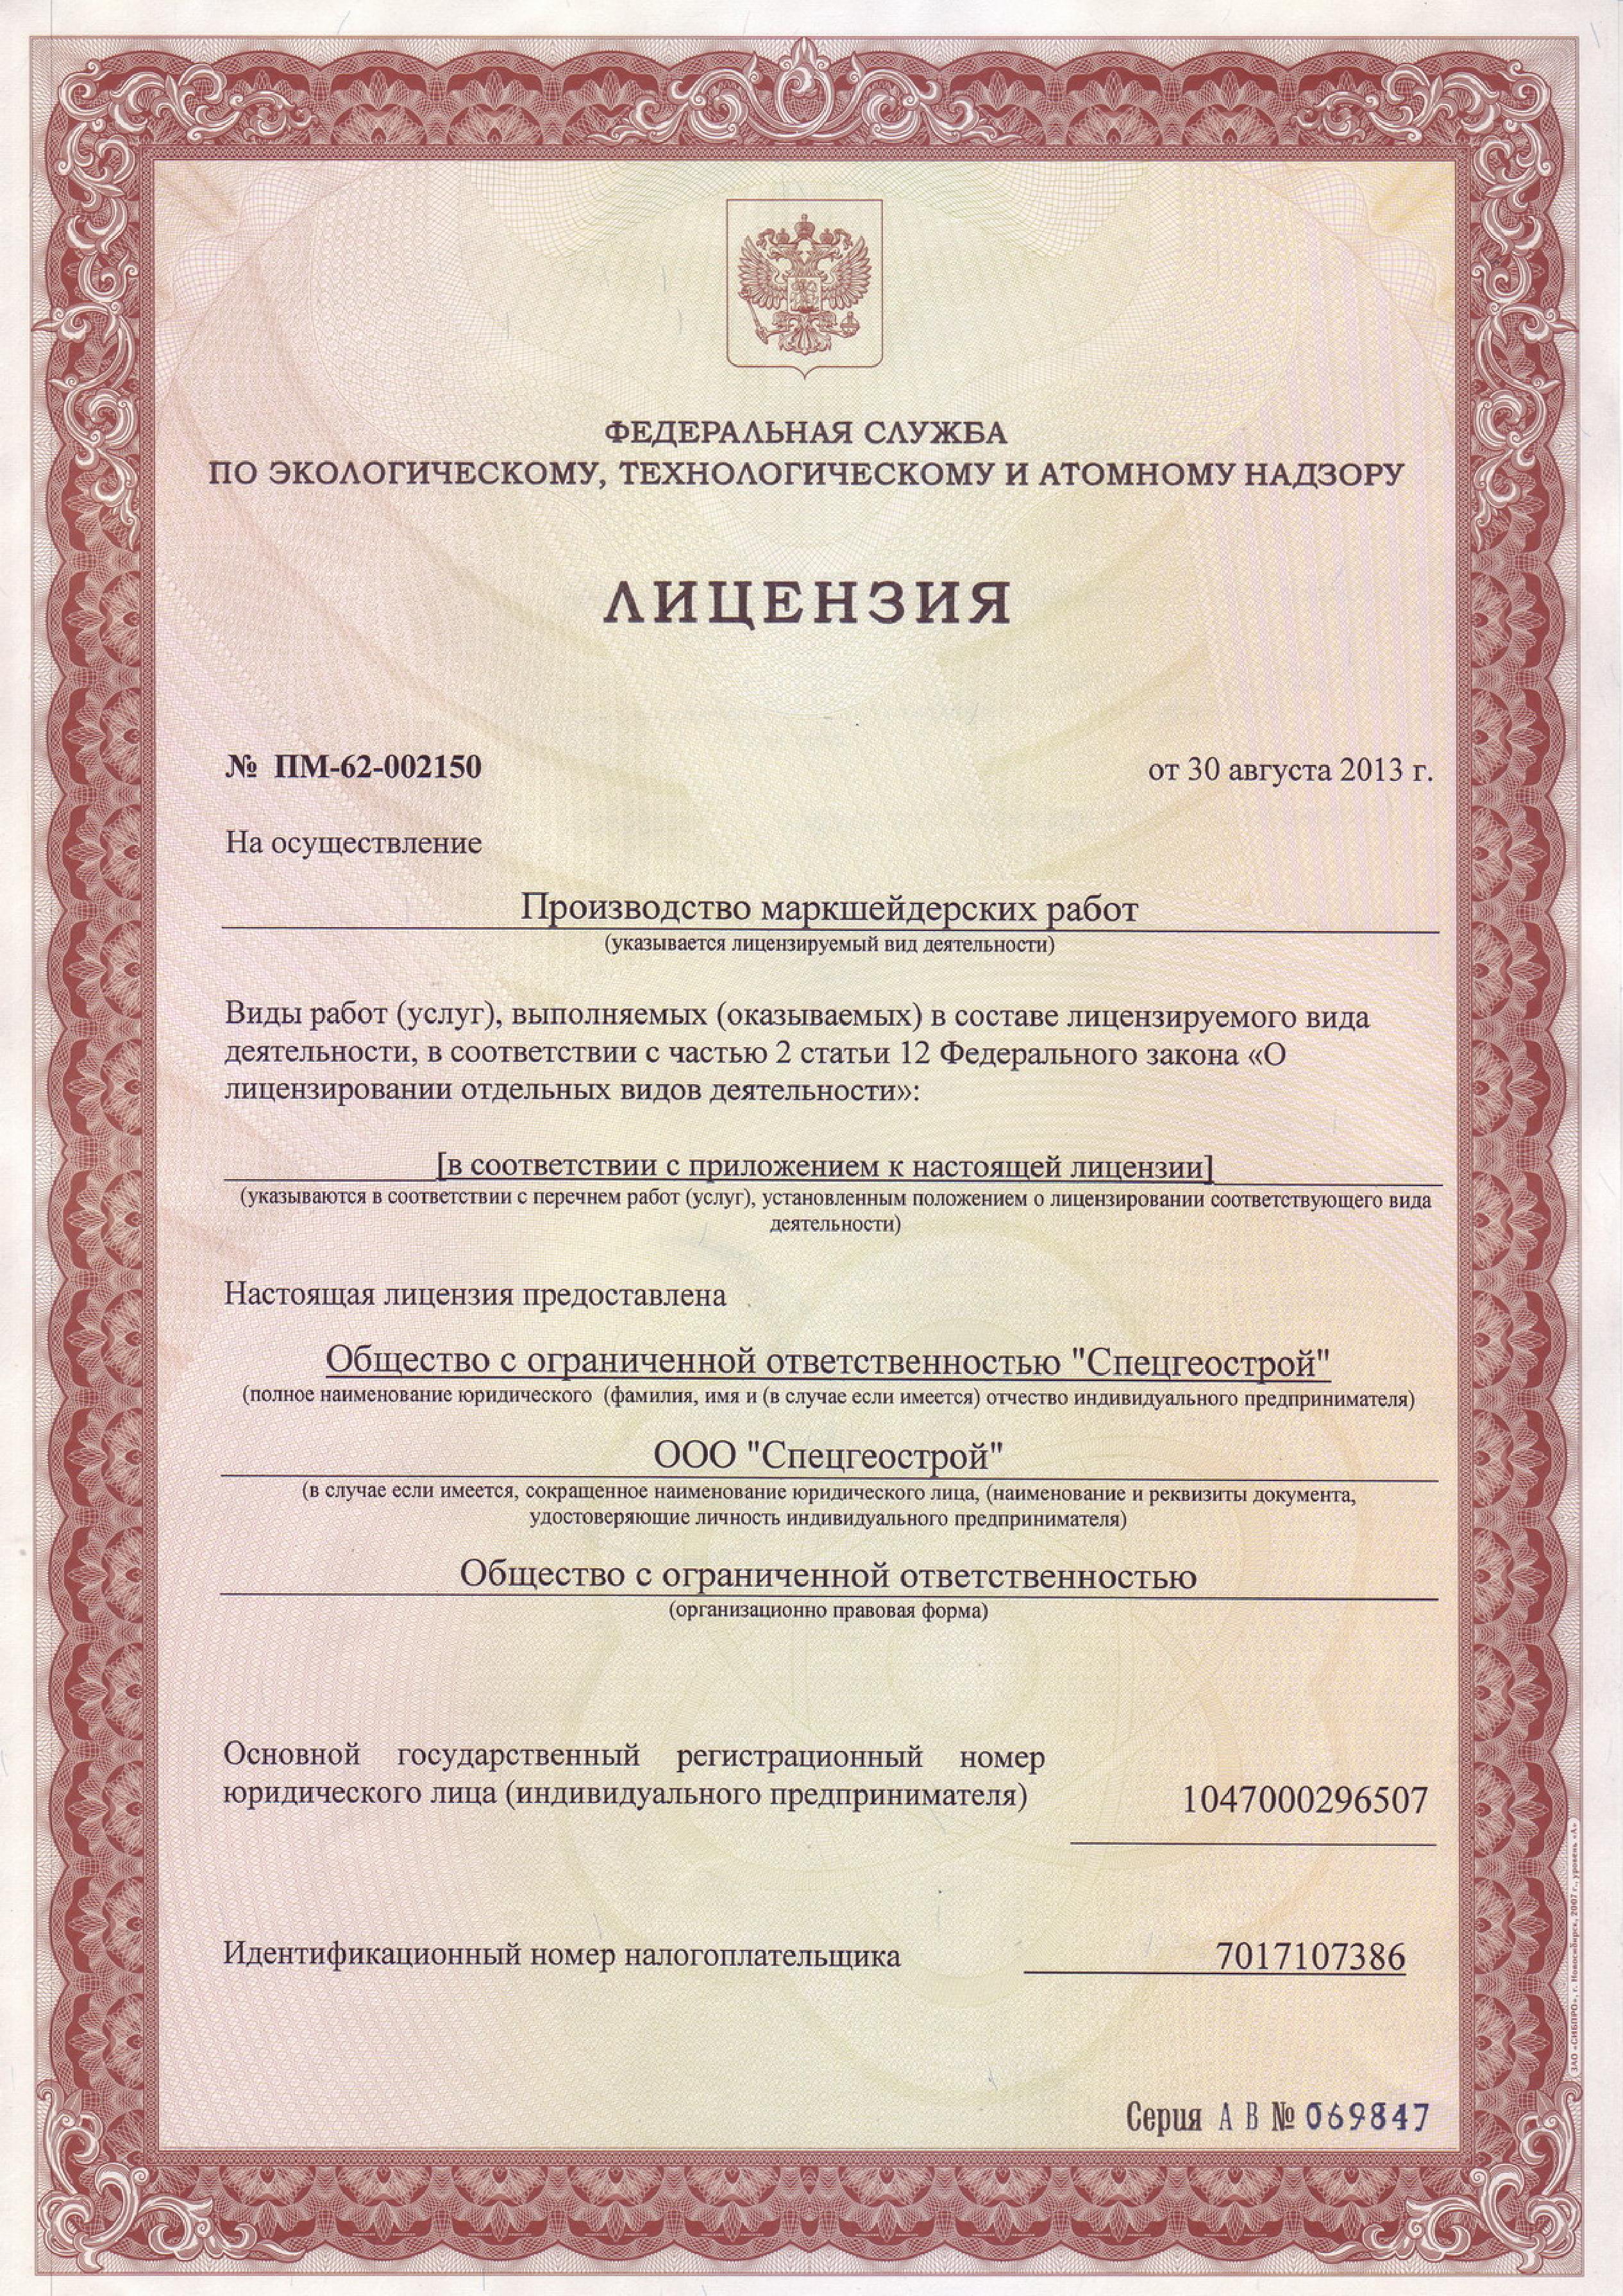 ФЕДЕРАЛЬНАЯ СЛУЖБА
ПО ЭКОЛОГИЧЕСКОМУ, ТЕХНОЛОГИЧЕСКОМУ И АТОМНОМУ НАДЗОРУ
ЛИЦЕНЗИЯ
№ ПМ-62-002150
от 30 августа 2013 г.
На осуществление
Производство маркшейдерских работ
(указывается лицензируемый вид деятельности)
Виды работ (услуг), выполняемых (оказываемых) в составе лицензируемого вида
деятельности, в соответствии с частью 2 статьи 12 Федерального закона «О
лицензировании отдельных видов деятельности»:
[в соответствии с приложением к настоящей лицензии]
(указываются в соответствии с перечнем работ (услуг), установленным положением о лицензировании соответствующего вида
деятельности)
Настоящая лицензия предоставлена
Общество с ограниченной ответственностью "Спецгеострой"
(полное наименование юридического (фамилия, имя и (в случае если имеется) отчество индивидуального предпринимателя)
ООО "Спецгеострой"
(в случае если имеется, сокращенное наименование юридического лица, (наименование и реквизиты документа,
удостоверяющие личность индивидуального предпринимателя)
Общество с ограниченной ответственностью
(организационно правовая форма)
Основной государственный регистрационный номер
юридического лица (индивидуального предпринимателя)
1047000296507
Идентификационный номер налогоплательщика
7017107386
Серия А В № 069847
ЗАО «СИБПРО», г. Новосибирск, 2007 г., уровень «А»